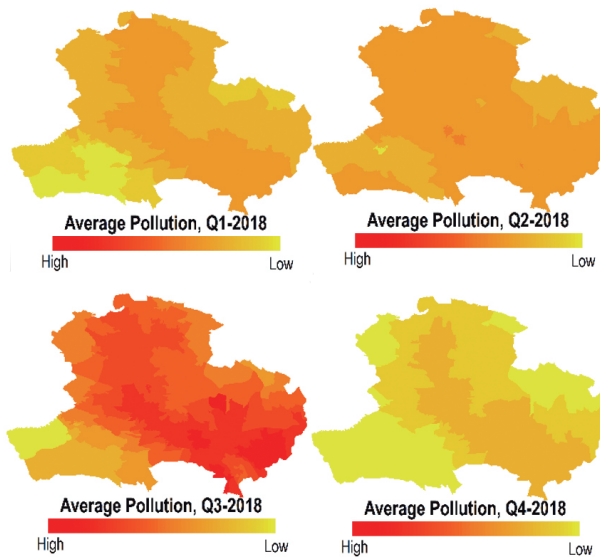 Average Pollution, Q1-2018
High Low
Average Pollution, Q2-2018
High Low
Average Pollution, Q3-2018
High Low
Average Pollution, Q4-2018
High Low